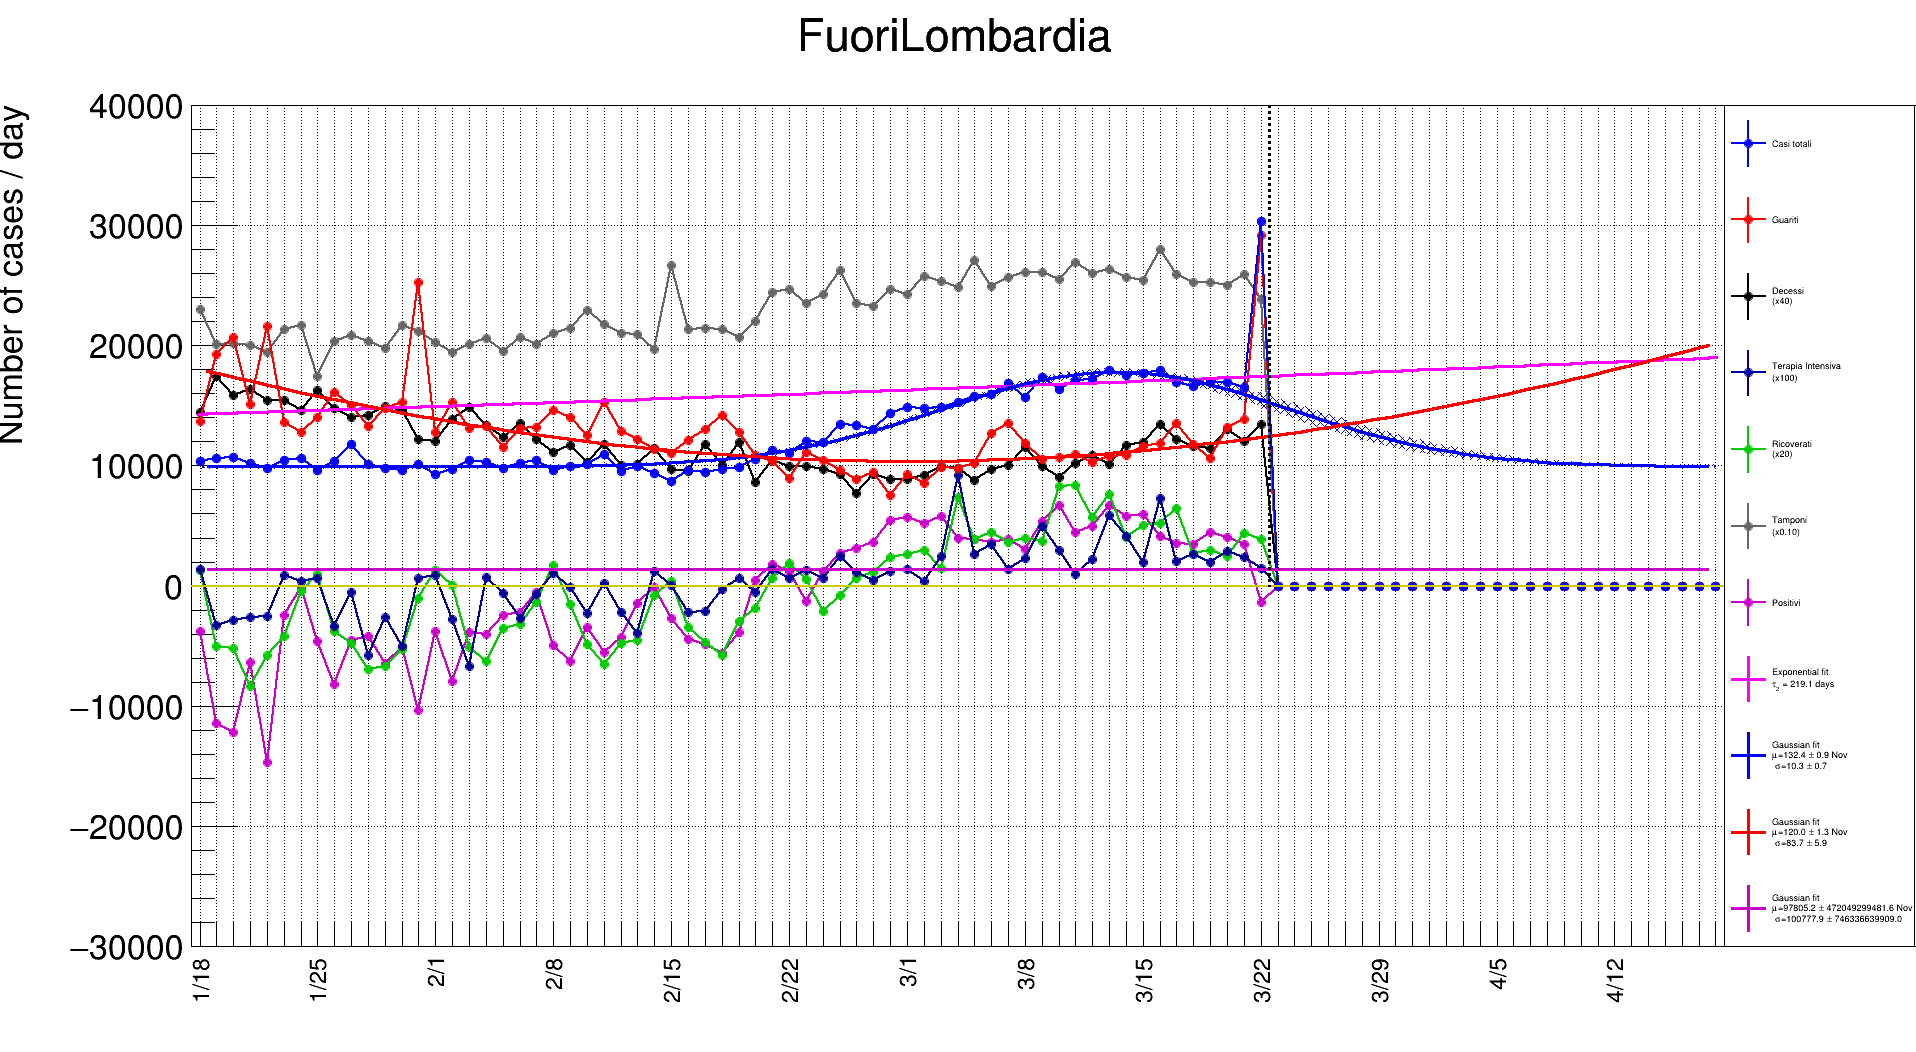 FuoriLombardia
Number of cases / day
40000
30000
20000
10000
0
−10000
−20000
−30000
1/18
1/25
2/1
2/8
2/15
2/22
3/1
3/8
3/15
3/22
3/29
4/5
4/12
Casi totali
Guariti
Decessi
(x40)
Terapia Intensiva
(x100)
Ricoverati
(x20)
Tamponi
(x0.10)
Positivi
Exponential fit
τ₂ = 219.1 days
Gaussian fit
μ=132.4 ± 0.9 Nov
σ=10.3 ± 0.7
Gaussian fit
μ=120.0 ± 1.3 Nov
σ=83.7 ± 5.9
Gaussian fit
μ=97805.2 ± 472049299481.6 Nov
σ=100777.9 ± 746336639909.0